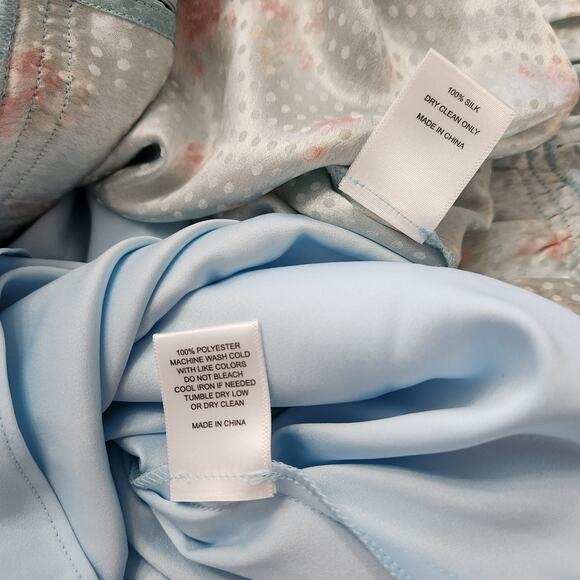 100% SILK
DRY CLEAN ONLY
MADE IN CHINA
100% POLYESTER
MACHINE WASH COLD
WITH LIKE COLORS
DO NOT BLEACH
COOL IRON IF NEEDED
TUMBLE DRY LOW
OR DRY CLEAN
MADE IN CHINA